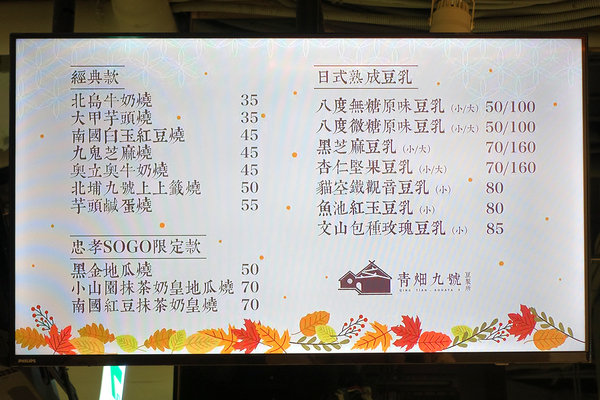 經典款
北島牛奶燒 35
大甲芋頭燒 35
南國白玉紅豆燒 45
九鬼芝麻燒 45
奧立奧牛奶燒 45
北埔九號上上籤燒 50
芋頭鹹蛋燒 55
忠孝SOGO限定款
黑金地瓜燒 50
小山園抹茶奶皇地瓜燒 70
南國紅豆抹茶奶皇燒 70
日式熟成豆乳
八度無糖原味豆乳 (小/大) 50/100
八度微糖原味豆乳 (小/大) 50/100
黑芝麻豆乳 (小/大) 70/160
杏仁堅果豆乳 (小/大) 70/160
貓空鐵觀音豆乳 (小) 80
魚池紅玉豆乳 (小) 80
文山包種玫瑰豆乳 (小) 85
青畑九號 豆製所
PHILIPS